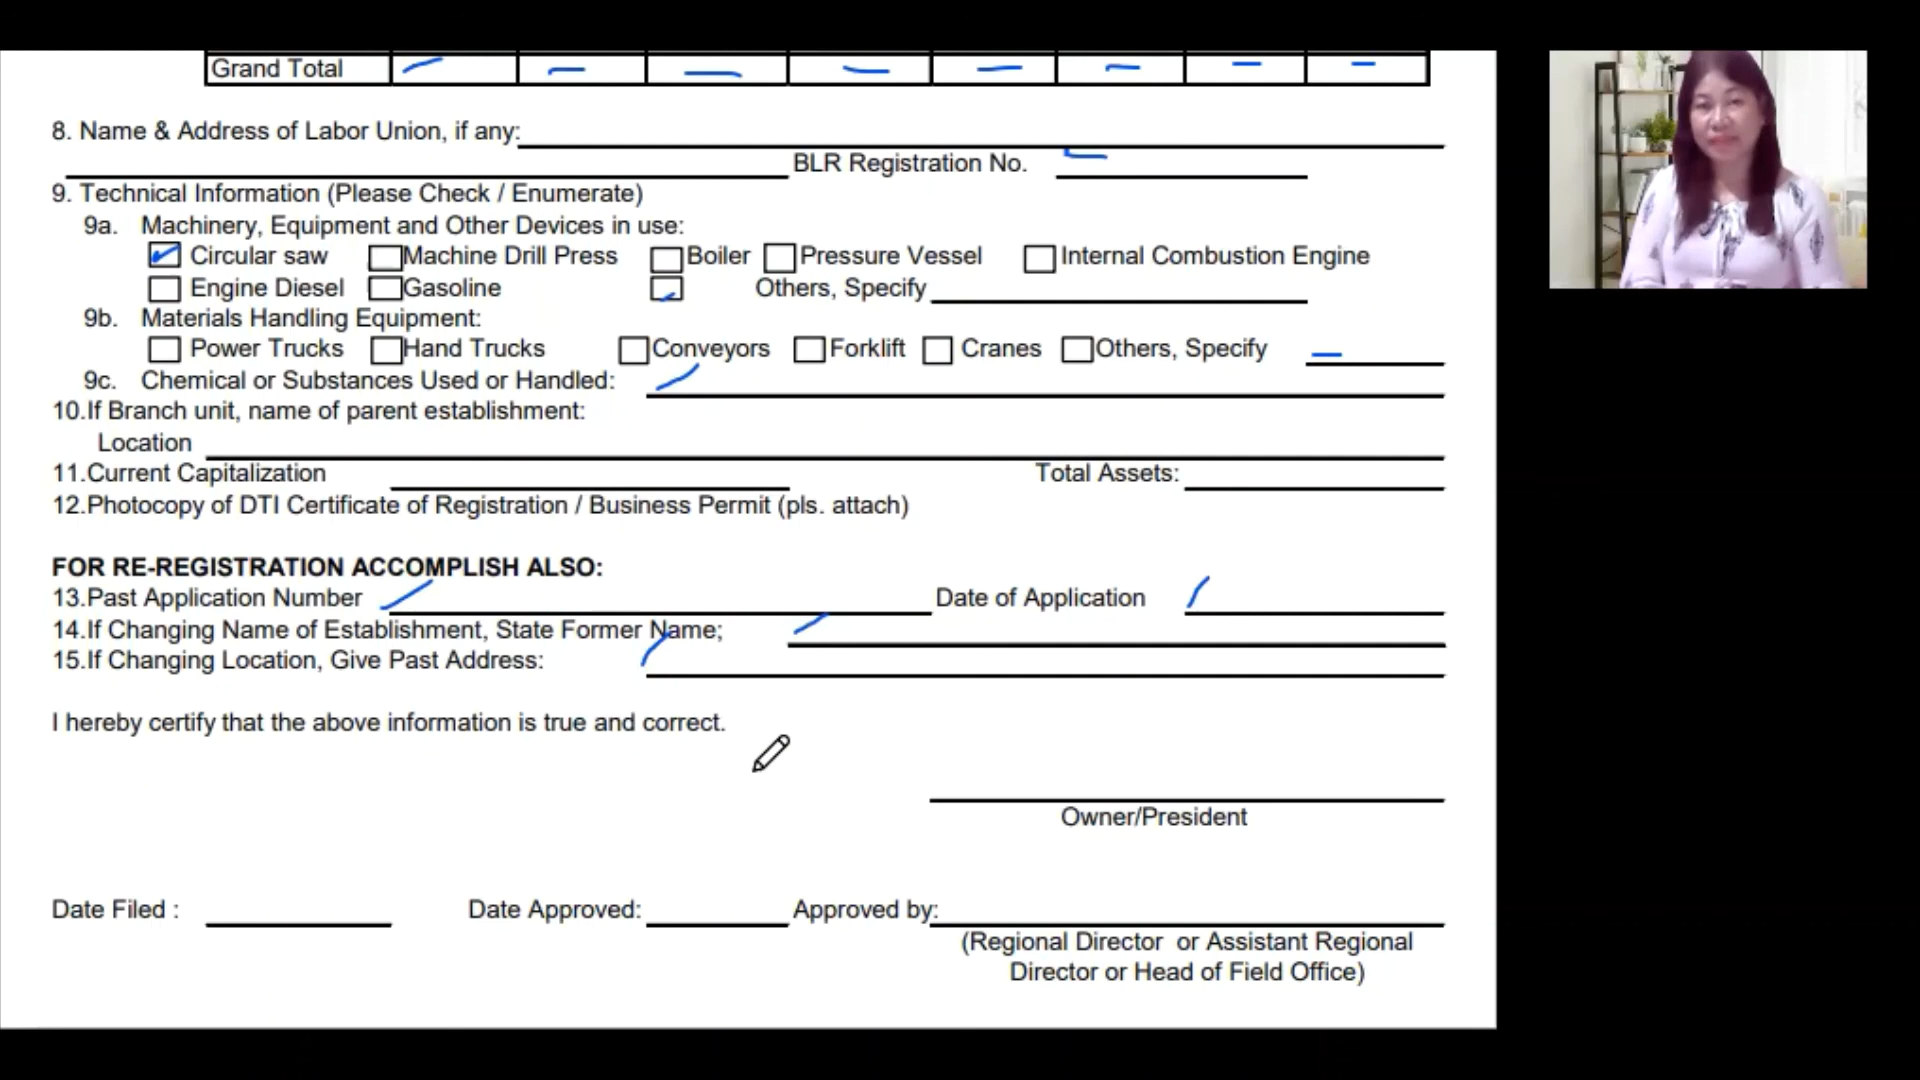 Grand Total
8. Name & Address of Labor Union, if any:
BLR Registration No.
9. Technical Information (Please Check / Enumerate)
9a. Machinery, Equipment and Other Devices in use:
Circular saw Machine Drill Press Boiler Pressure Vessel Internal Combustion Engine
Engine Diesel Gasoline Others, Specify
9b. Materials Handling Equipment:
Power Trucks Hand Trucks Conveyors Forklift Cranes Others, Specify
9c. Chemical or Substances Used or Handled:
10.If Branch unit, name of parent establishment:
Location
11.Current Capitalization Total Assets:
12.Photocopy of DTI Certificate of Registration / Business Permit (pls. attach)
FOR RE-REGISTRATION ACCOMPLISH ALSO:
13.Past Application Number Date of Application
14.If Changing Name of Establishment, State Former Name;
15.If Changing Location, Give Past Address:
I hereby certify that the above information is true and correct.
Owner/President
Date Filed : Date Approved: Approved by:
(Regional Director or Assistant Regional
Director or Head of Field Office)